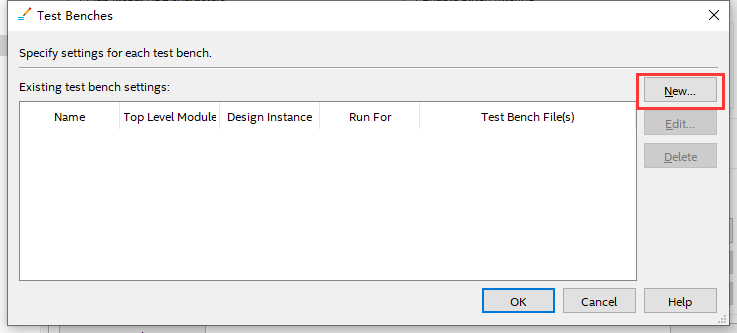 Test Benches
Specify settings for each test bench.
Existing test bench settings:
New...
Name Top Level Module Design Instance Run For Test Bench File(s)
Edit...
Delete
OK Cancel Help